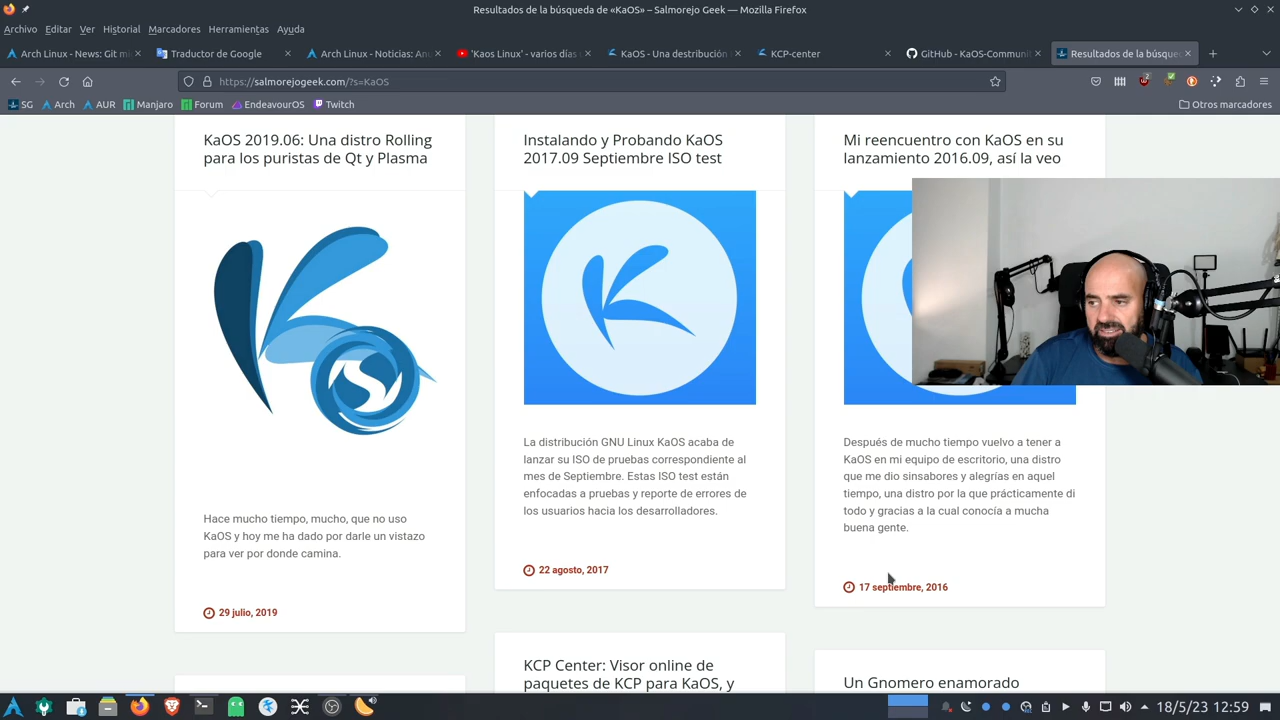 Resultados de la búsqueda de «KaOS» – Salmorejo Geek — Mozilla Firefox
Archivo Editar Ver Historial Marcadores Herramientas Ayuda
Arch Linux - News: Git mi
Traductor de Google
Arch Linux - Noticias: An
'Kaos Linux' - varios días
KaOS - Una destribución
KCP-center
GitHub - KaOS-Communi
Resultados de la búsque
https://salmorejogeek.com/?s=KaOS
SG Arch AUR Manjaro Forum EndeavourOS Twitch Otros marcadores
KaOS 2019.06: Una distro Rolling
para los puristas de Qt y Plasma
Hace mucho tiempo, mucho, que no uso
KaOS y hoy me ha dado por darle un vistazo
para ver por donde camina.
29 julio, 2019
Instalando y Probando KaOS
2017.09 Septiembre ISO test
La distribución GNU Linux KaOS acaba de
lanzar su ISO de pruebas correspondiente al
mes de Septiembre. Estas ISO test están
enfocadas a pruebas y reporte de errores de
los usuarios hacia los desarrolladores.
22 agosto, 2017
Mi reencuentro con KaOS en su
lanzamiento 2016.09, así la veo
Después de mucho tiempo vuelvo a tener a
KaOS en mi equipo de escritorio, una distro
que me dio sinsabores y alegrías en aquel
tiempo, una distro por la que prácticamente di
todo y gracias a la cual conocía a mucha
buena gente.
17 septiembre, 2016
KCP Center: Visor online de
paquetes de KCP para KaOS, y
Un Gnomero enamorado
18/5/23 12:59